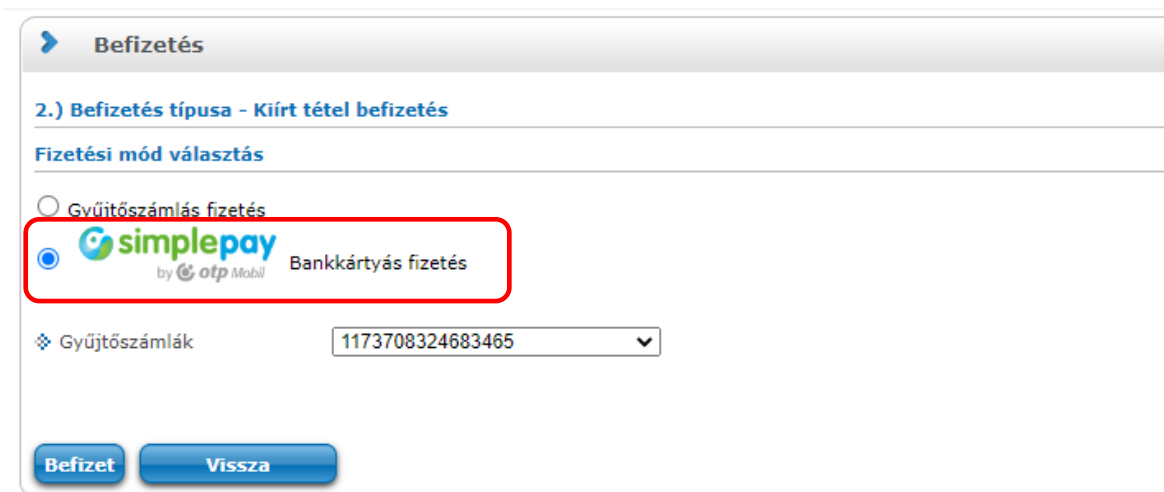 Befizetés
2.) Befizetés típusa - Kiírt tétel befizetés
Fizetési mód választás
Gyűjtőszámlás fizetés
simplepay
by otp Mobil
Bankkártyás fizetés
Gyűjtőszámlák 1173708324683465
Befizet Vissza